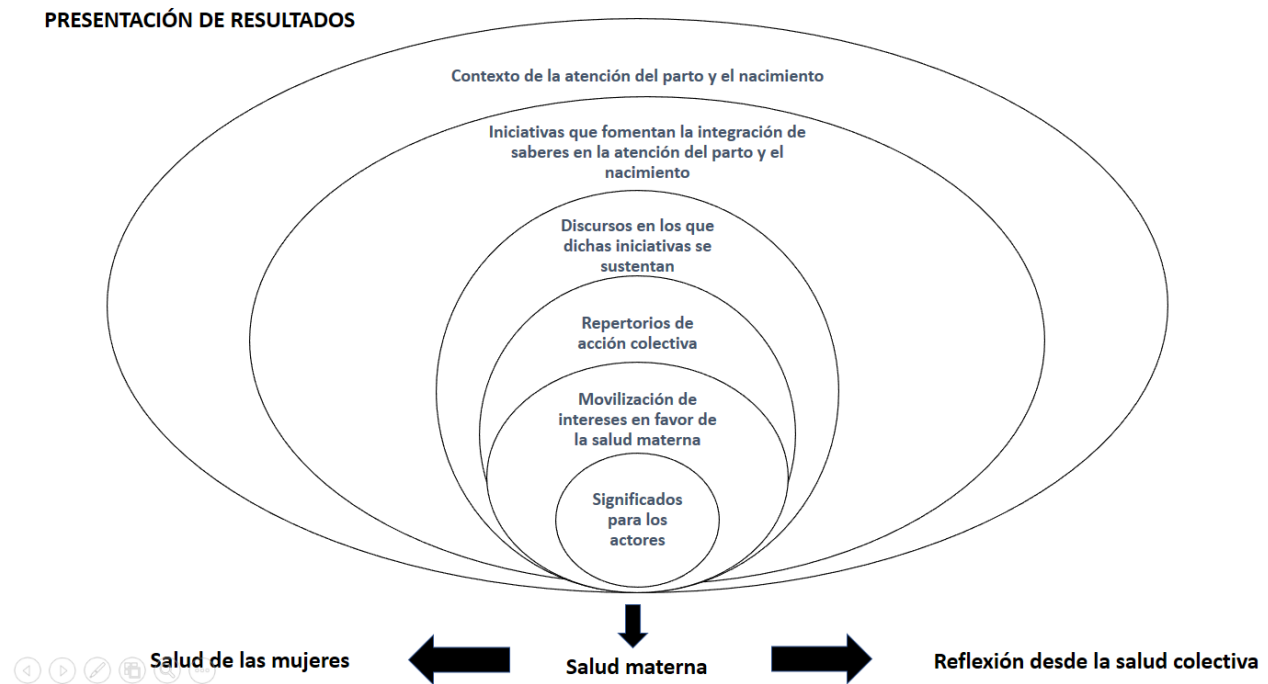 PRESENTACIÓN DE RESULTADOS
Contexto de la atención del parto y el nacimiento
Iniciativas que fomentan la integración de
saberes en la atención del parto y el
nacimiento
Discursos en los que
dichas iniciativas se
sustentan
Repertorios de
acción colectiva
Movilización de
intereses en favor de
la salud materna
Significados
para los
actores
Salud de las mujeres
Salud materna
Reflexión desde la salud colectiva